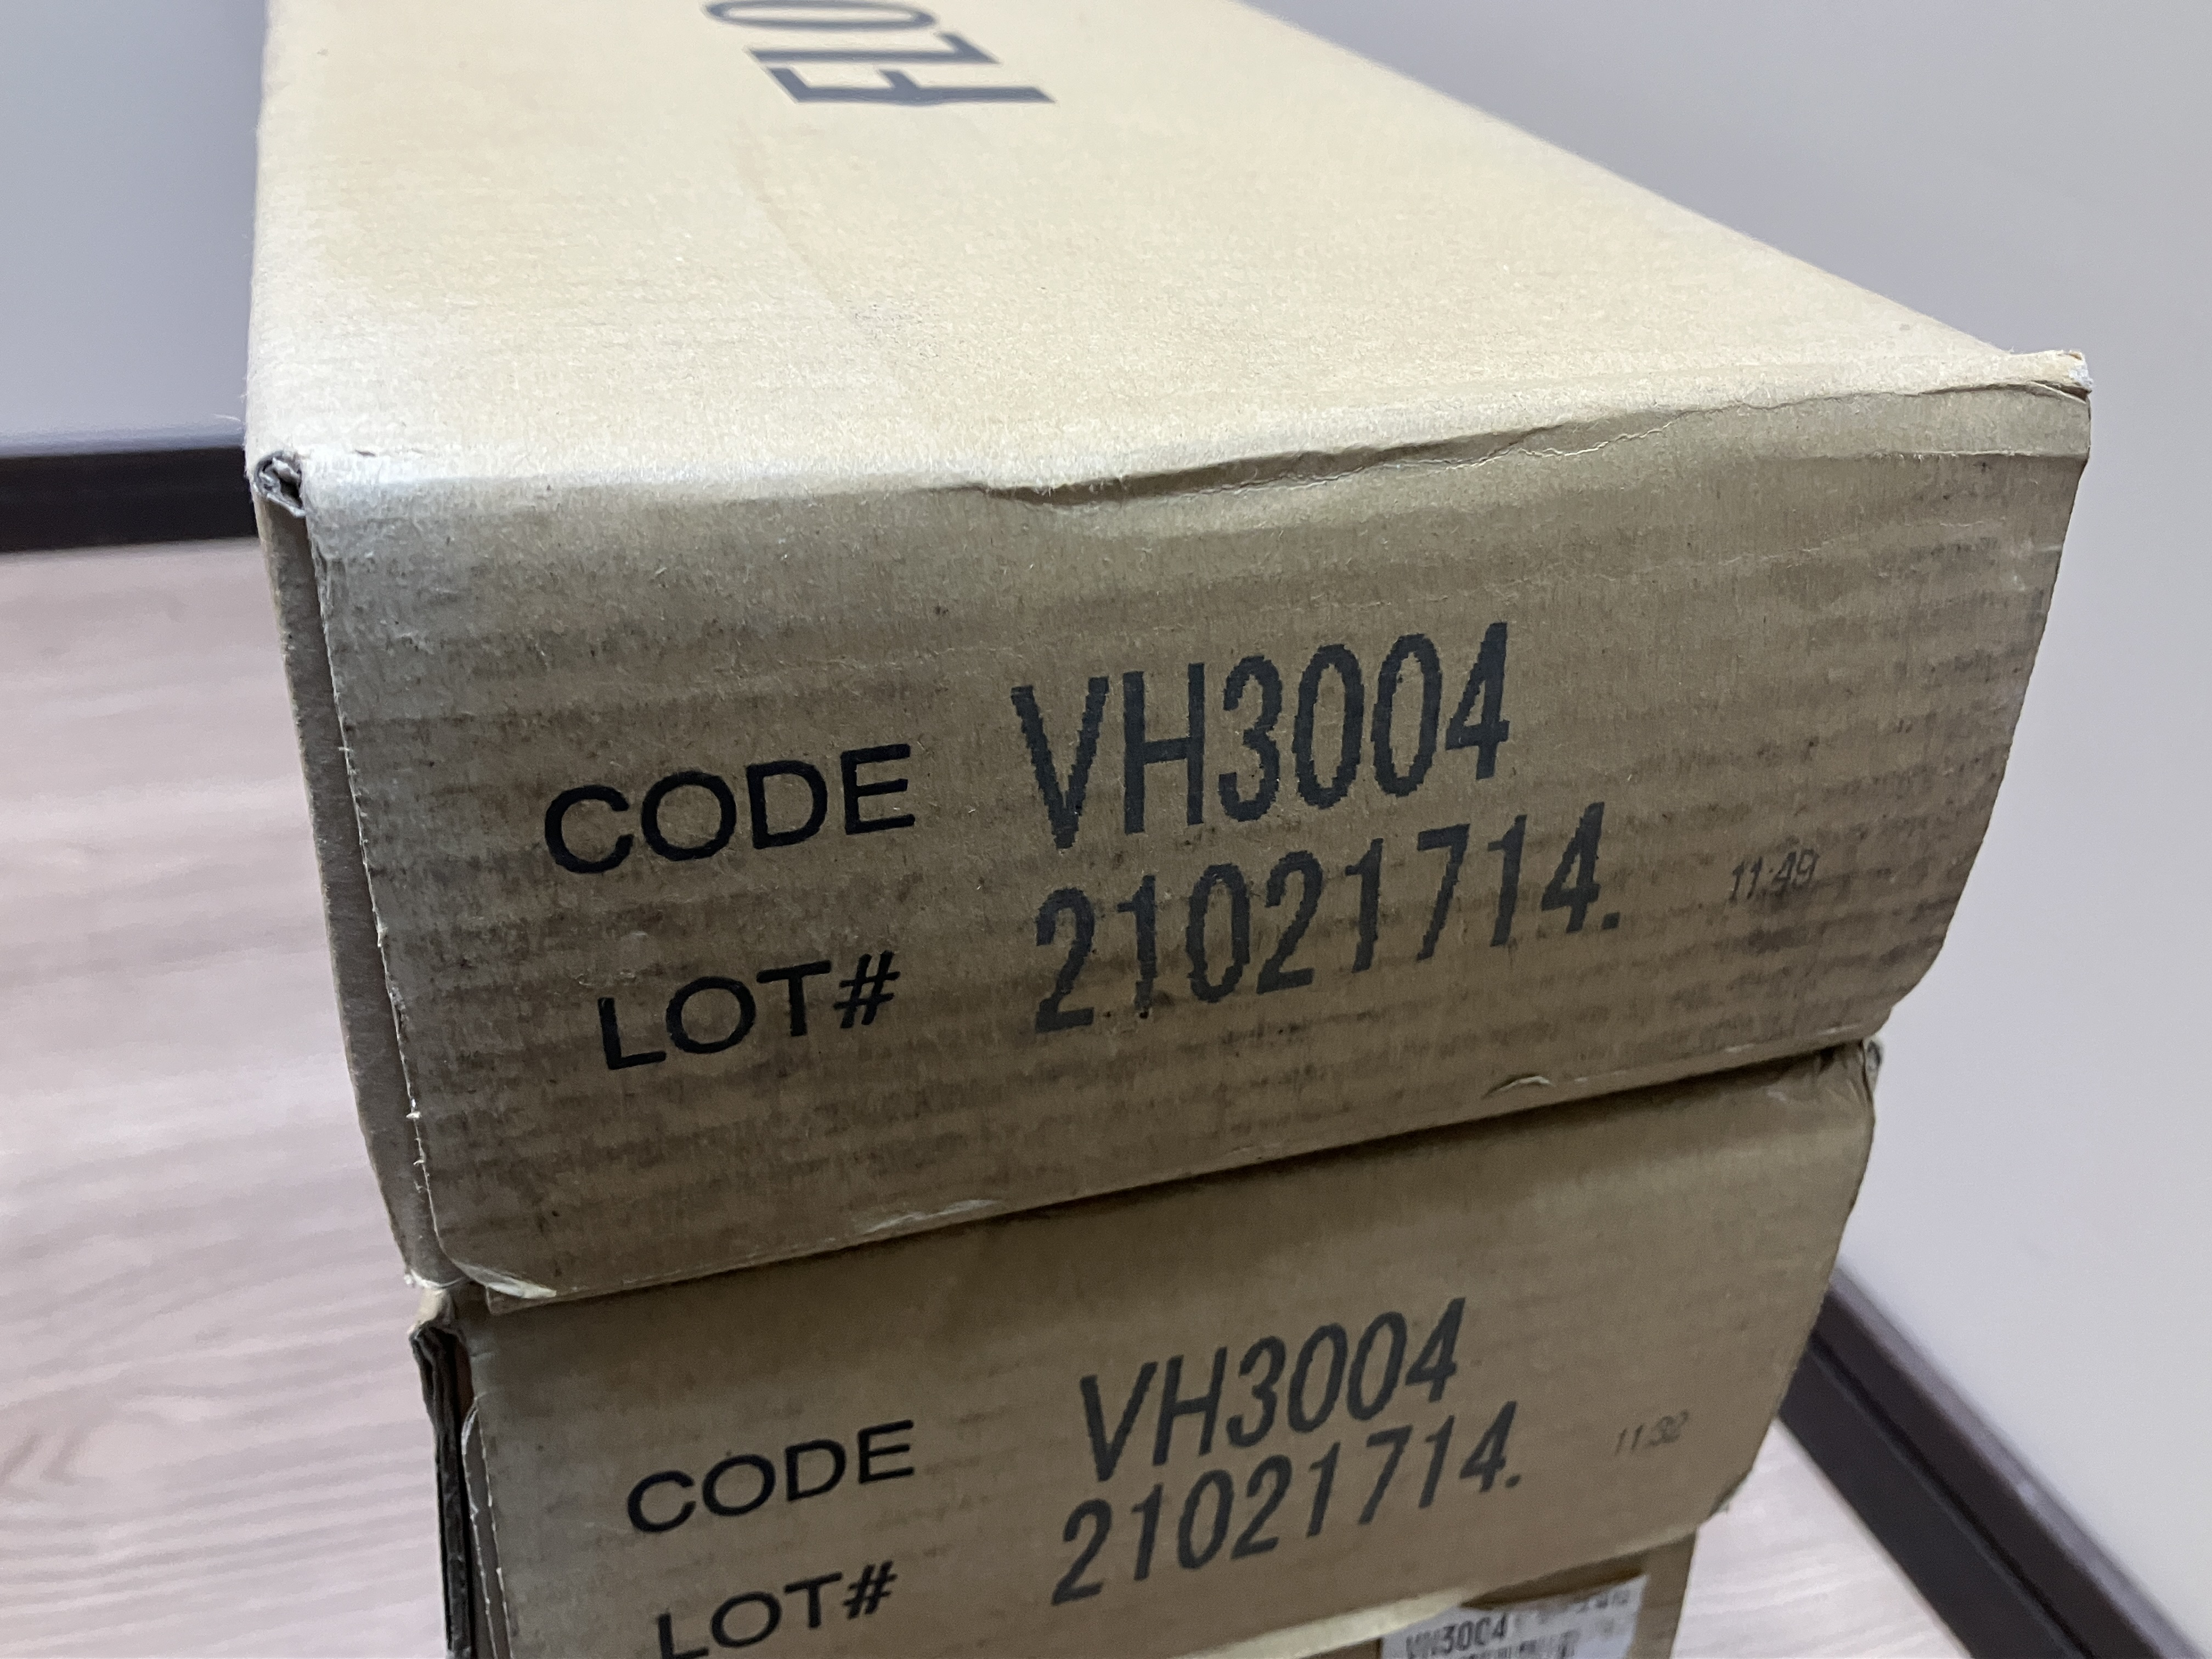 FLO
CODE VH3004
LOT# 21021714. 11:49
CODE VH3004
LOT# 21021714. 11:32
VH3004